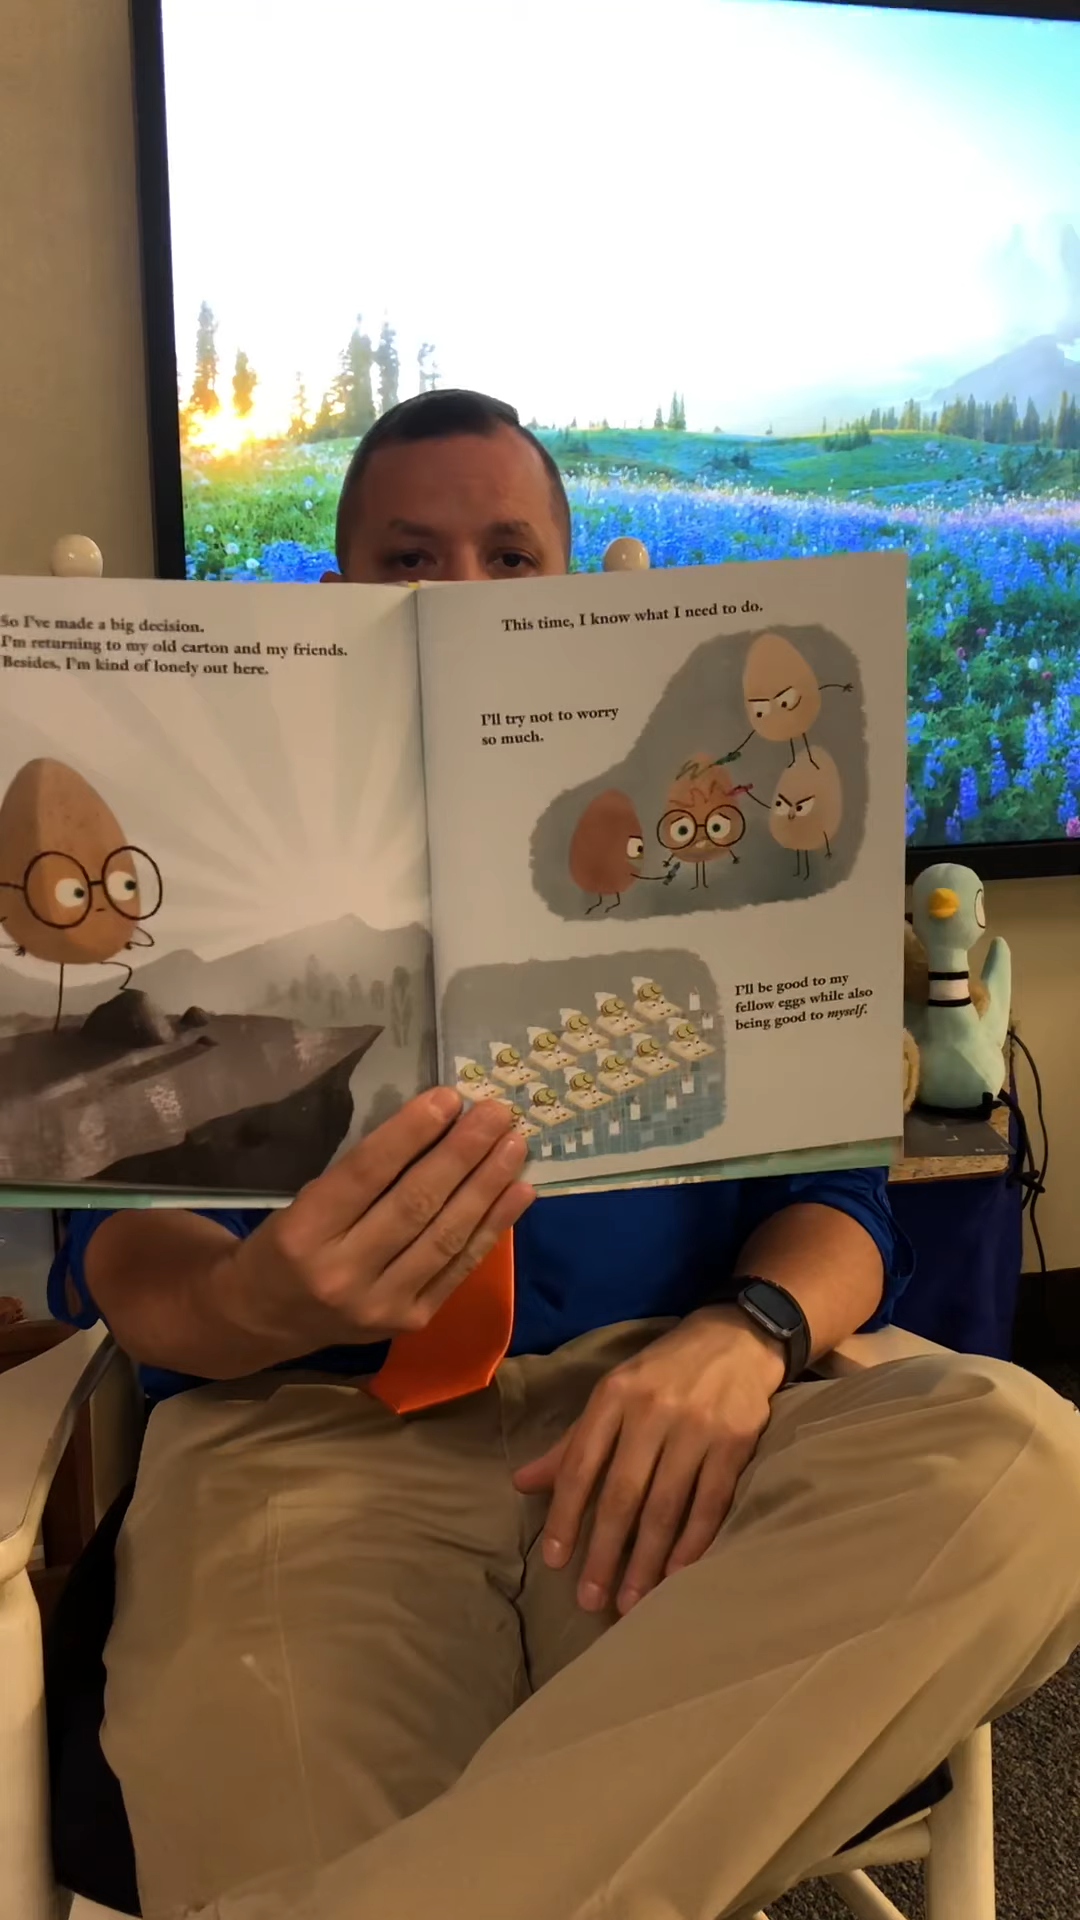 So I've made a big decision.
I'm returning to my old carton and my friends.
Besides, I'm kind of lonely out here.
This time, I know what I need to do.
I'll try not to worry
so much.
I'll be good to my
fellow eggs while also
being good to myself.